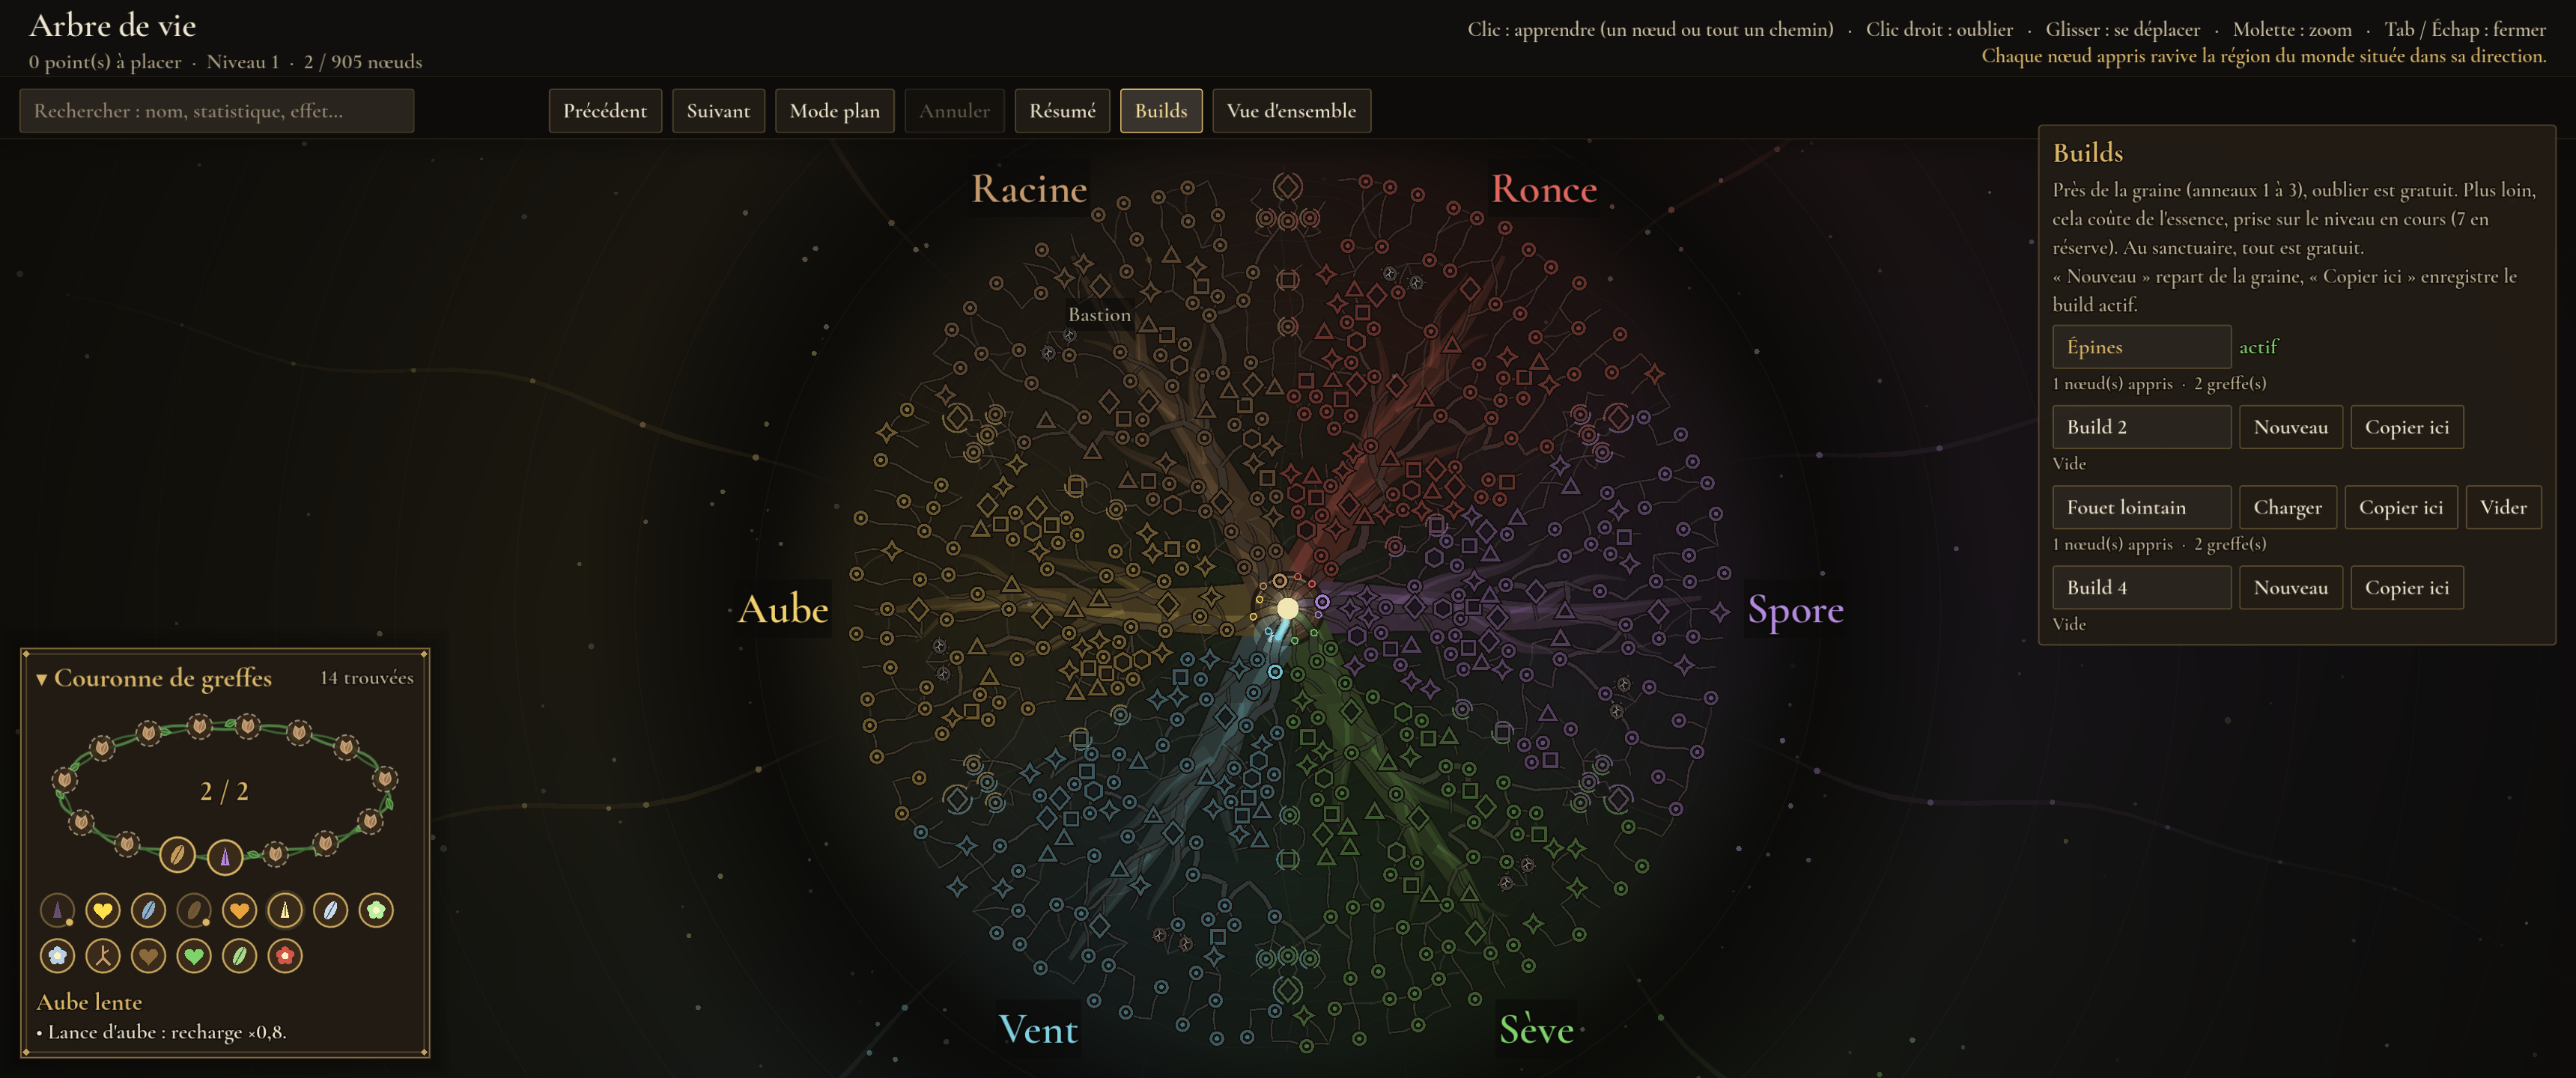 Arbre de vie
0 point(s) à placer · Niveau 1 · 2 / 905 nœuds
Clic : apprendre (un nœud ou tout un chemin) · Clic droit : oublier · Glisser : se déplacer · Molette : zoom · Tab / Échap : fermer
Chaque nœud appris ravive la région du monde située dans sa direction.
Rechercher : nom, statistique, effet...
Précédent
Suivant
Mode plan
Annuler
Résumé
Builds
Vue d'ensemble
Racine
Ronce
Bastion
Aube
Spore
Vent
Sève
Builds
Près de la graine (anneaux 1 à 3), oublier est gratuit. Plus loin,
cela coûte de l'essence, prise sur le niveau en cours (7 en
réserve). Au sanctuaire, tout est gratuit.
« Nouveau » repart de la graine, « Copier ici » enregistre le
build actif.
Épines actif
1 nœud(s) appris · 2 greffe(s)
Build 2 Nouveau Copier ici
Vide
Fouet lointain Charger Copier ici Vider
1 nœud(s) appris · 2 greffe(s)
Build 4 Nouveau Copier ici
Vide
▼ Couronne de greffes 14 trouvées
2 / 2
Aube lente
• Lance d'aube : recharge ×0,8.